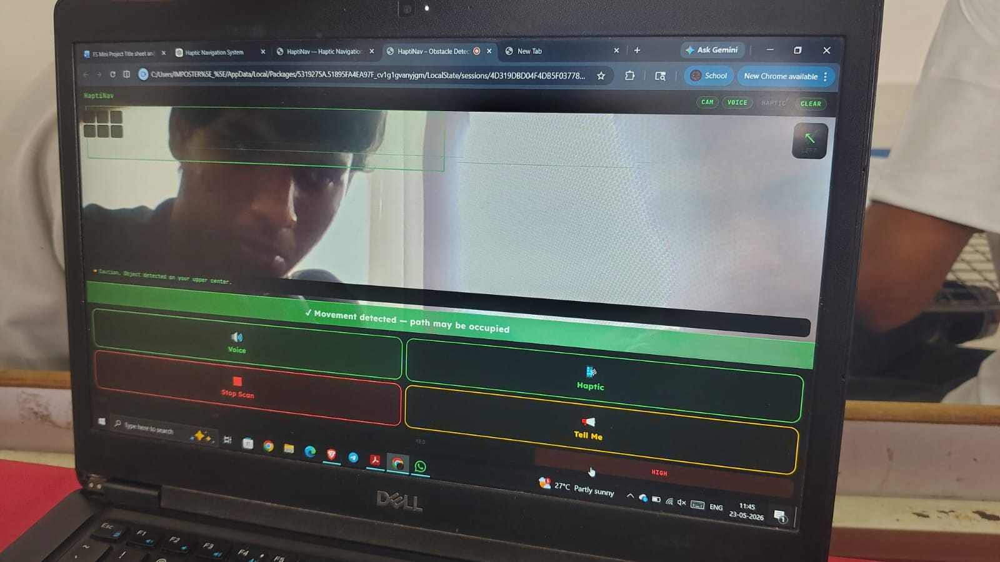 FS Mini Project Title sheet and
Haptic Navigation System
HaptiNav — Haptic Navigation
HaptiNav – Obstacle Detec
New Tab
Ask Gemini
C:/Users/IMPOSTER%5E_%5E/AppData/Local/Packages/5319275A.51895FA4EA97F_cv1g1gvanyjgm/LocalState/sessions/4D319DBD04F4DB5F03778...
School
New Chrome available
HaptiNav
CAM
VOICE
HAPTIC
CLEAR
LEFT
Caution. Object detected on your upper center.
✓ Movement detected — path may be occupied
Voice
Haptic
Stop Scan
Tell Me
MED
HIGH
Type here to search
27°C Partly sunny
ENG
11:45
23-05-2026
1
DELL
Esc
F1
F2
F3
F4
F5
~
!
@